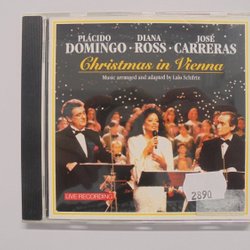 PLÁCIDO DIANA JOSÉ
DOMINGO · ROSS · CARRERAS
Christmas in Vienna
Music arranged and adapted by Lalo Schifrin
LIVE RECORDING
2890